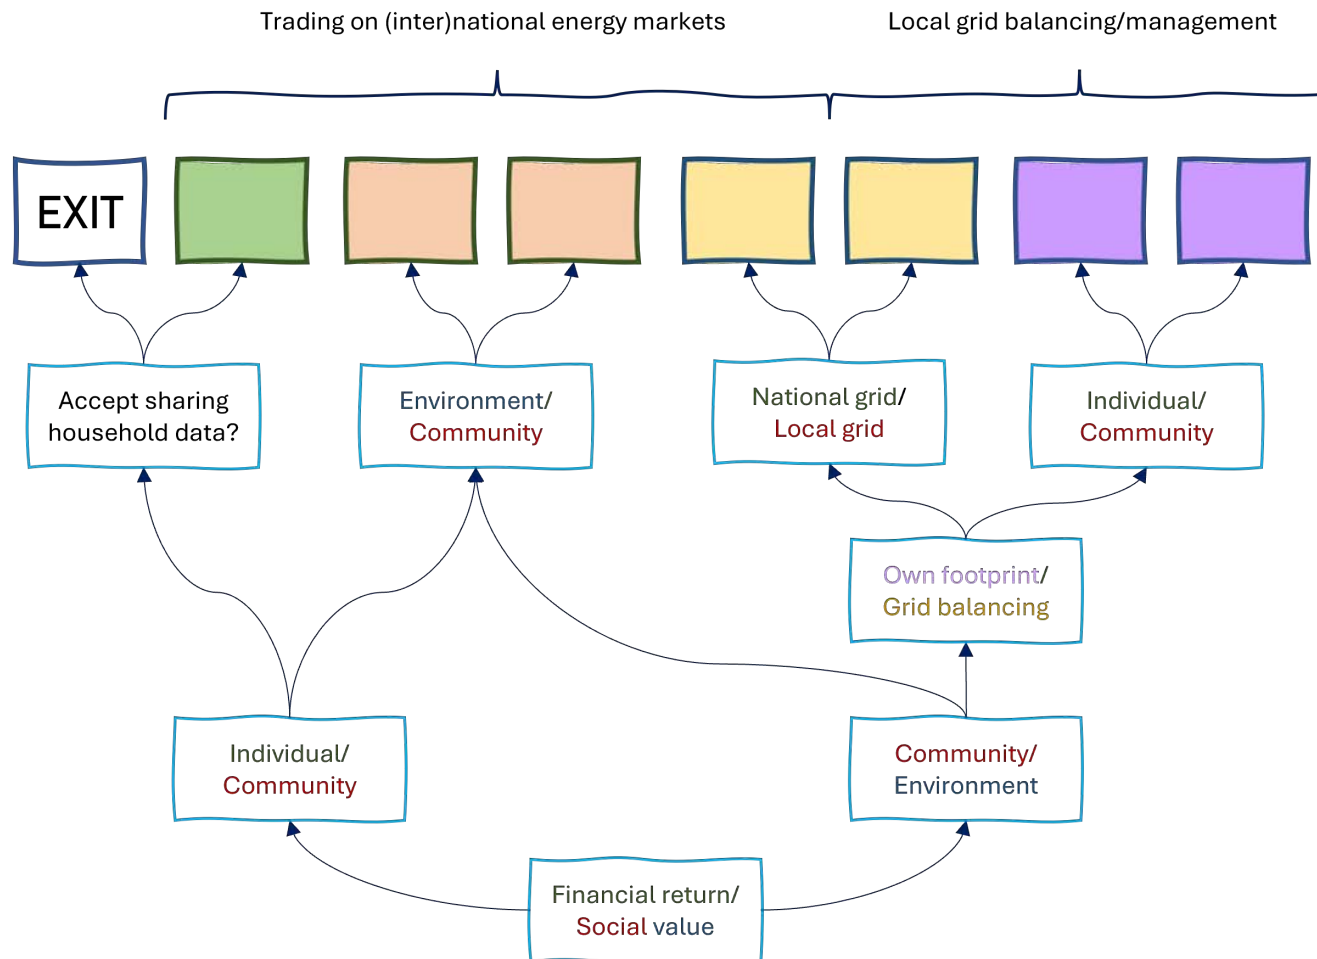 Trading on (inter)national energy markets
Local grid balancing/management
EXIT
Accept sharing
household data?
Environment/
Community
National grid/
Local grid
Individual/
Community
Own footprint/
Grid balancing
Individual/
Community
Community/
Environment
Financial return/
Social value